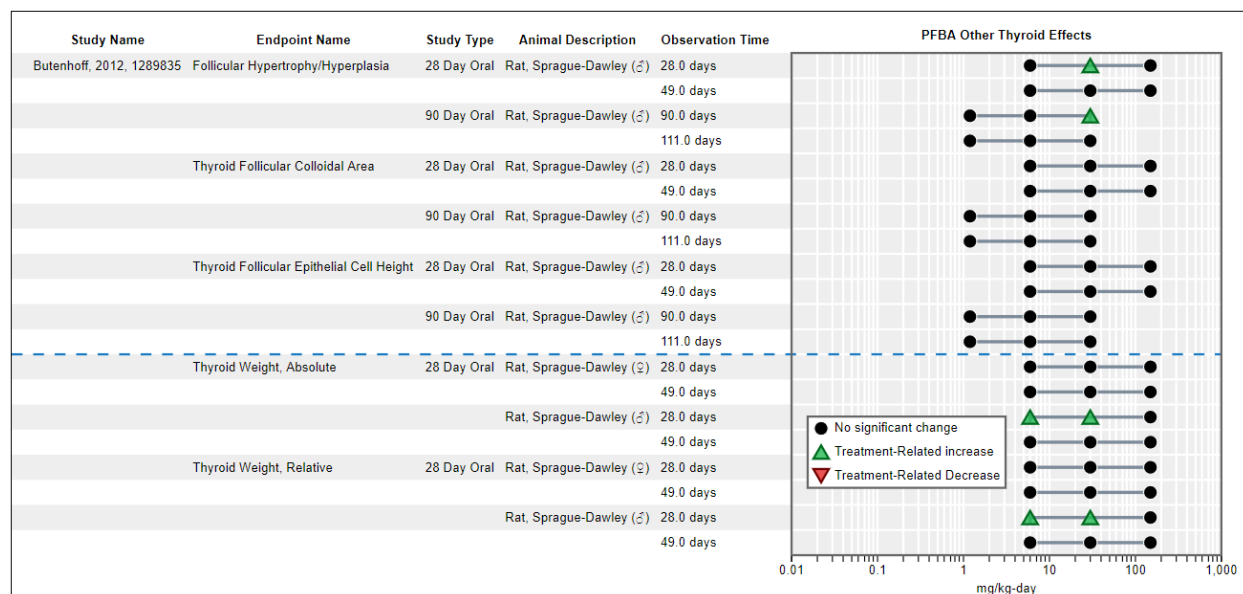 PFBA Other Thyroid Effects
Study Name Endpoint Name Study Type Animal Description Observation Time
Butenhoff, 2012, 1289835 Follicular Hypertrophy/Hyperplasia 28 Day Oral Rat, Sprague-Dawley (♂) 28.0 days
49.0 days
90 Day Oral Rat, Sprague-Dawley (♂) 90.0 days
111.0 days
Thyroid Follicular Colloidal Area 28 Day Oral Rat, Sprague-Dawley (♂) 28.0 days
49.0 days
90 Day Oral Rat, Sprague-Dawley (♂) 90.0 days
111.0 days
Thyroid Follicular Epithelial Cell Height 28 Day Oral Rat, Sprague-Dawley (♂) 28.0 days
49.0 days
90 Day Oral Rat, Sprague-Dawley (♂) 90.0 days
111.0 days
Thyroid Weight, Absolute 28 Day Oral Rat, Sprague-Dawley (♀) 28.0 days
49.0 days
Rat, Sprague-Dawley (♂) 28.0 days
49.0 days
Thyroid Weight, Relative 28 Day Oral Rat, Sprague-Dawley (♀) 28.0 days
49.0 days
Rat, Sprague-Dawley (♂) 28.0 days
49.0 days
No significant change
Treatment-Related increase
Treatment-Related Decrease
0.01 0.1 1 10 100 1,000
mg/kg-day